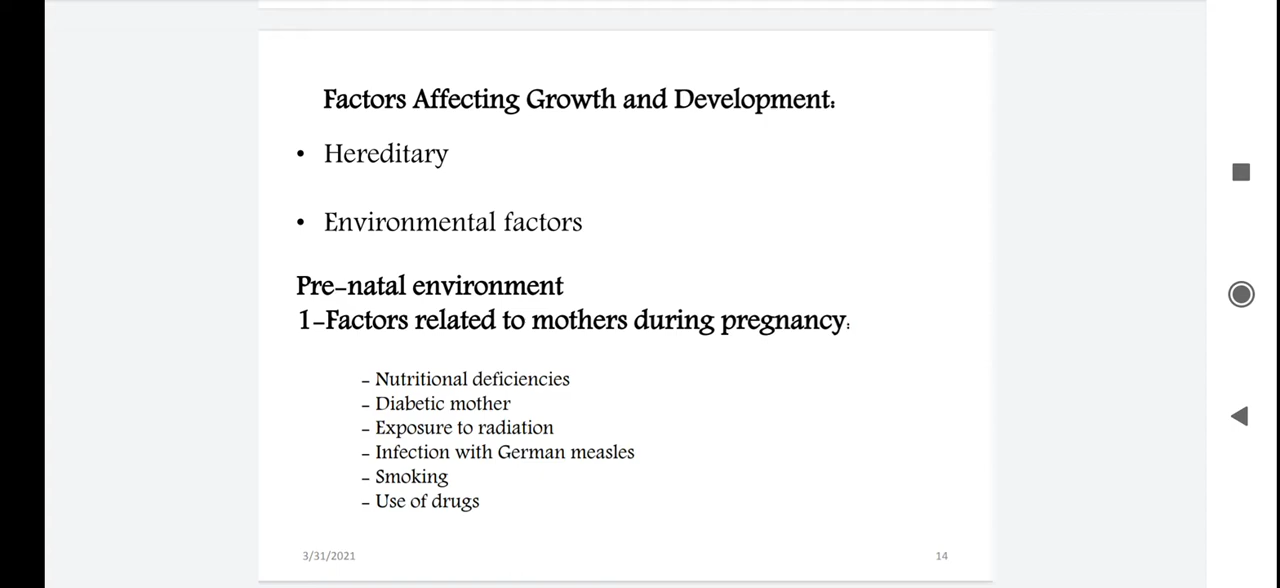 Factors Affecting Growth and Development:
• Hereditary
• Environmental factors
Pre-natal environment
1-Factors related to mothers during pregnancy:
- Nutritional deficiencies
- Diabetic mother
- Exposure to radiation
- Infection with German measles
- Smoking
- Use of drugs
3/31/2021
14